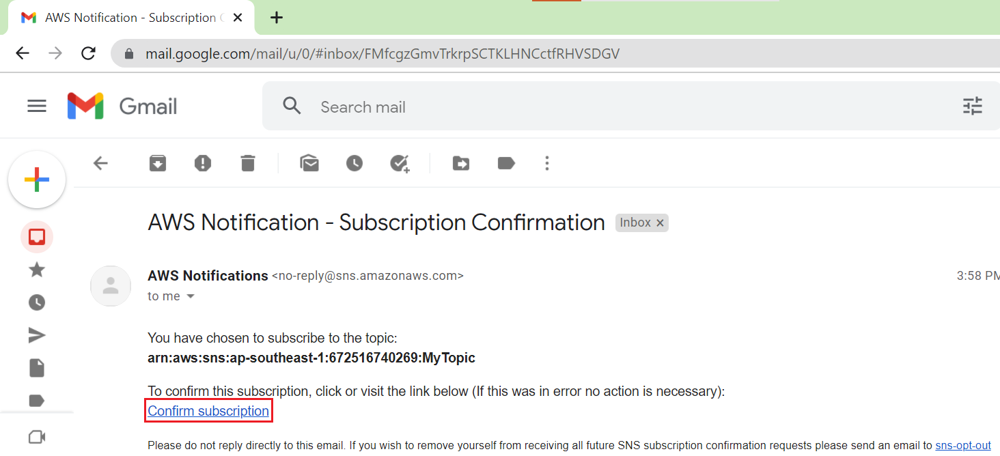 AWS Notification - Subscription
mail.google.com/mail/u/0/#inbox/FMfcgzGmvTrkrpSCTKLHNCctfRHVSDGV
Gmail
Search mail
AWS Notification - Subscription Confirmation Inbox ×
AWS Notifications <no-reply@sns.amazonaws.com> 3:58 PM
to me
You have chosen to subscribe to the topic:
arn:aws:sns:ap-southeast-1:672516740269:MyTopic
To confirm this subscription, click or visit the link below (If this was in error no action is necessary):
Confirm subscription
Please do not reply directly to this email. If you wish to remove yourself from receiving all future SNS subscription confirmation requests please send an email to sns-opt-out